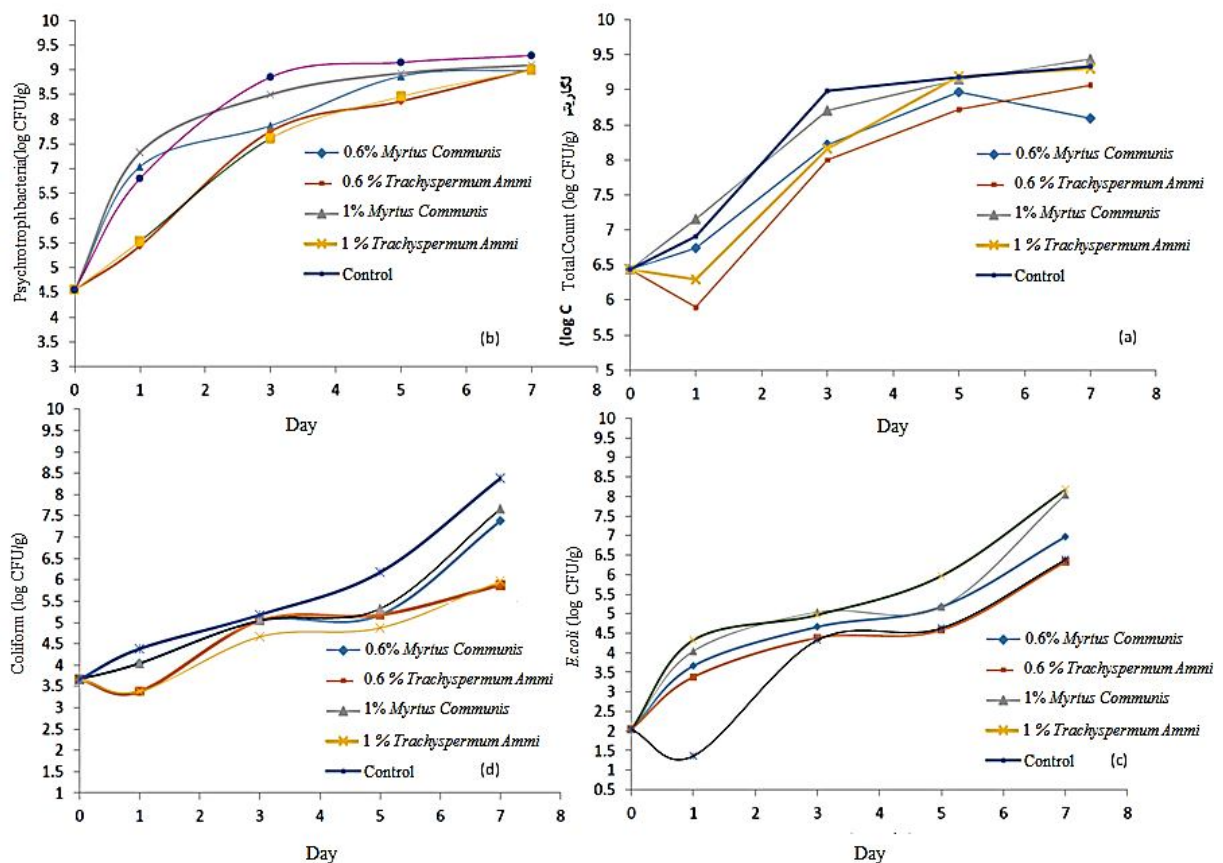 10
9.5
9
8.5
8
7.5
7
6.5
6
5.5
5
4.5
4
3.5
3
Psychrotrophbacteria(log CFU/g)
0.6% Myrtus Communis
0.6 % Trachyspermum Ammi
1% Myrtius Communis
1 % Trachyspermum Ammi
Control
(b)
0 1 2 3 4 5 6 7 8
Day
10
9.5
9
8.5
8
7.5
7
6.5
6
5.5
5
(log C
Total Count (log CFU/g)
0.6% Myrtius Communis
0.6 % Trachyspermum Ammi
1% Myrtius Communis
1 % Trachyspermum Ammi
Control
(a)
0 1 2 3 4 5 6 7 8
Day
10
9.5
9
8.5
8
7.5
7
6.5
6
5.5
5
4.5
4
3.5
3
2.5
2
1.5
1
Coliform (log CFU/g)
0.6% Myrtius Communis
0.6 % Trachyspermum Ammi
1% Myrtius Communis
1 % Trachyspermum Ammi
Control
(d)
0 1 2 3 4 5 6 7 8
Day
10
9.5
9
8.5
8
7.5
7
6.5
6
5.5
5
4.5
4
3.5
3
2.5
2
1.5
1
0.5
E.coli (log CFU/g)
0.6% Myrtius Communis
0.6 % Trachyspermum Ammi
1% Myrtius Communis
1 % Trachyspermum Ammi
Control
(c)
0 1 2 3 4 5 6 7 8
Day